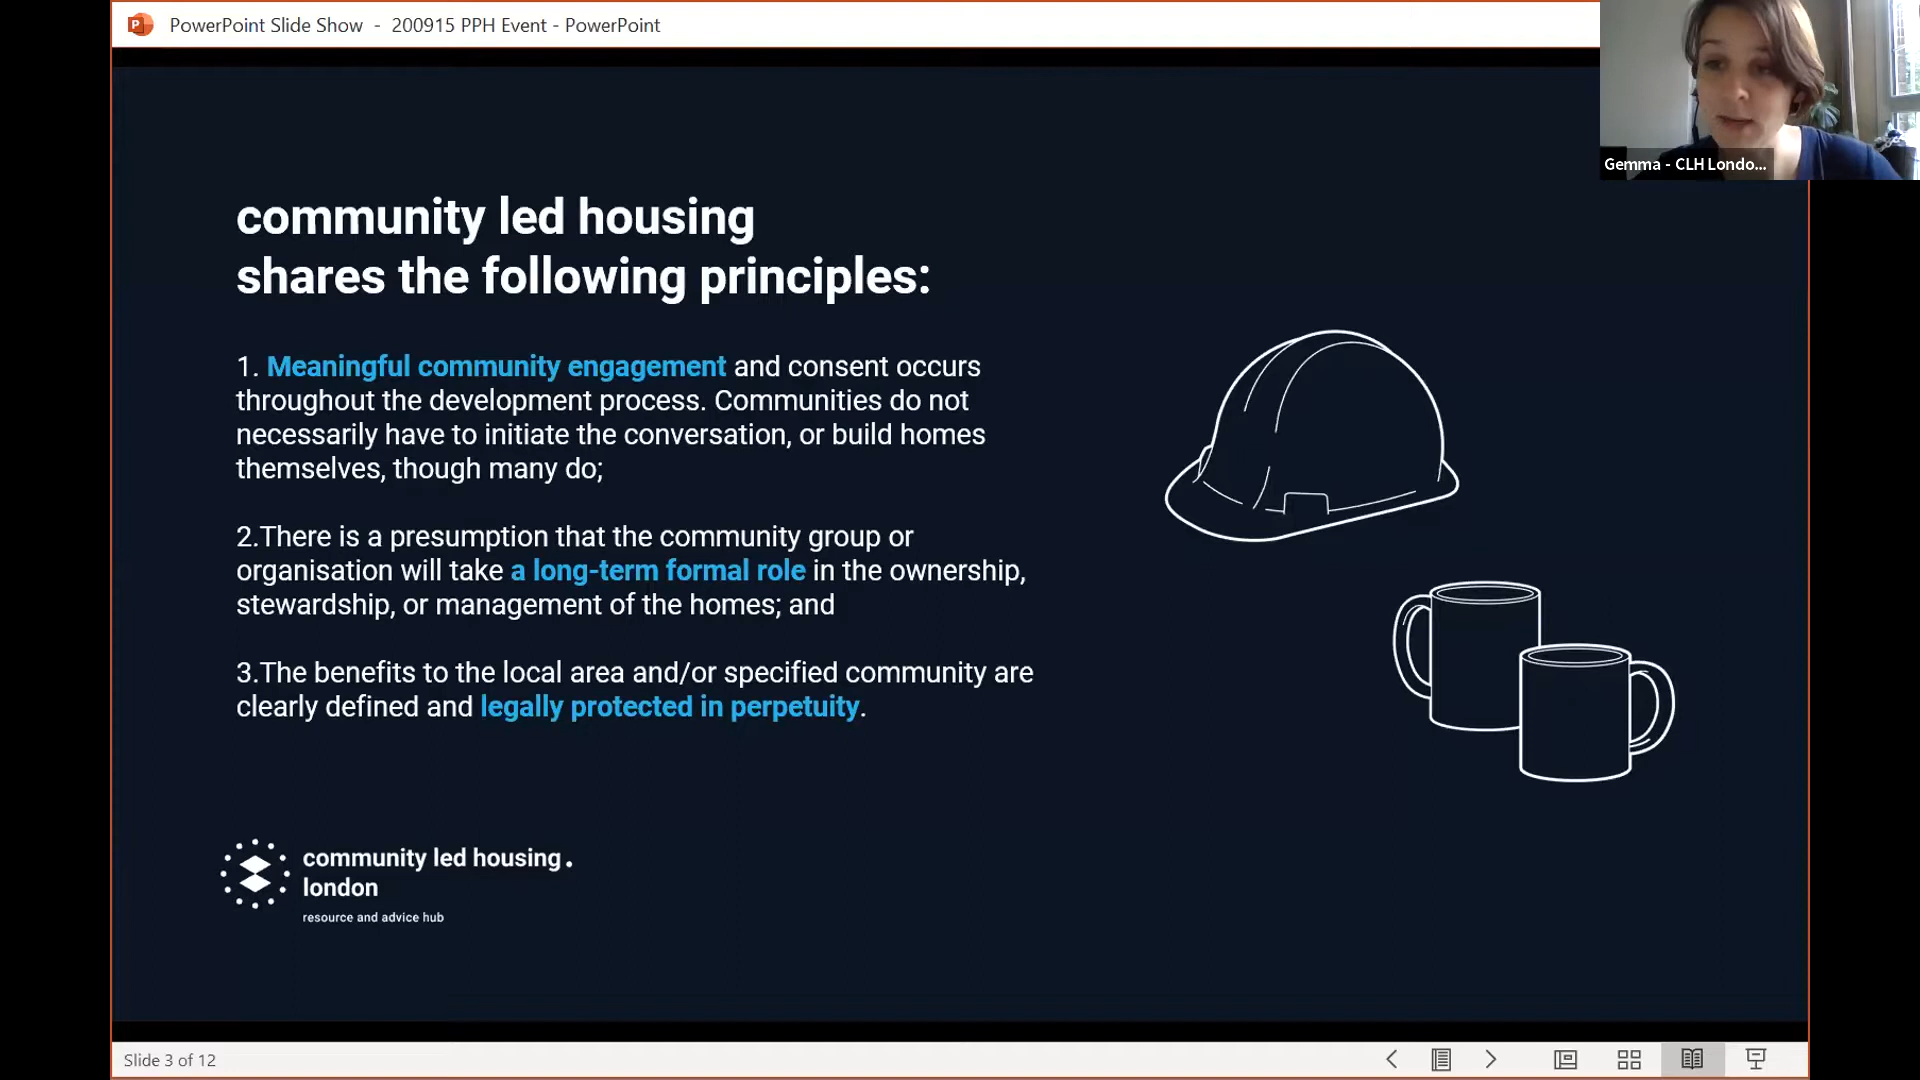 PowerPoint Slide Show - 200915 PPH Event - PowerPoint
Gemma - CLH Londo...
community led housing
shares the following principles:
1. Meaningful community engagement and consent occurs
throughout the development process. Communities do not
necessarily have to initiate the conversation, or build homes
themselves, though many do;
2.There is a presumption that the community group or
organisation will take a long-term formal role in the ownership,
stewardship, or management of the homes; and
3.The benefits to the local area and/or specified community are
clearly defined and legally protected in perpetuity.
community led housing.
london
resource and advice hub
Slide 3 of 12